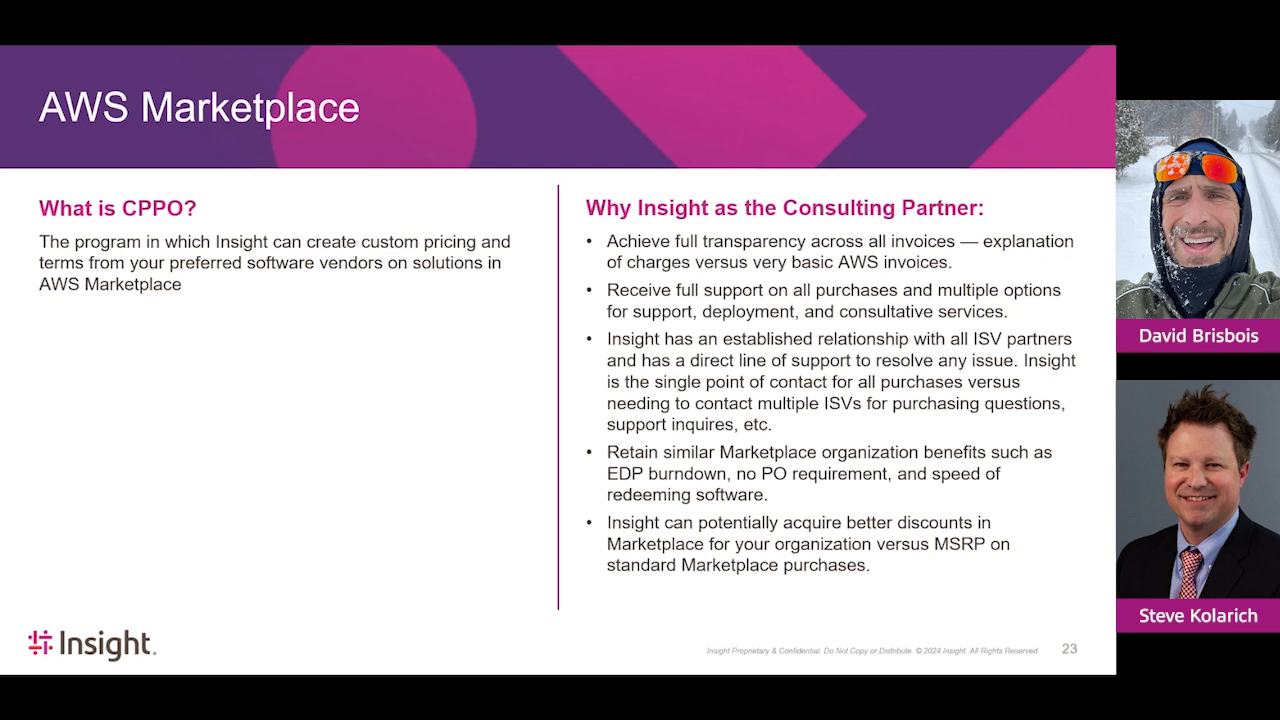 AWS Marketplace
What is CPPO?
The program in which Insight can create custom pricing and
terms from your preferred software vendors on solutions in
AWS Marketplace
Why Insight as the Consulting Partner:
• Achieve full transparency across all invoices — explanation
of charges versus very basic AWS invoices.
• Receive full support on all purchases and multiple options
for support, deployment, and consultative services.
• Insight has an established relationship with all ISV partners
and has a direct line of support to resolve any issue. Insight
is the single point of contact for all purchases versus
needing to contact multiple ISVs for purchasing questions,
support inquires, etc.
• Retain similar Marketplace organization benefits such as
EDP burndown, no PO requirement, and speed of
redeeming software.
• Insight can potentially acquire better discounts in
Marketplace for your organization versus MSRP on
standard Marketplace purchases.
Insight.
Insight Proprietary & Confidential. Do Not Copy or Distribute. © 2024 Insight. All Rights Reserved
23
David Brisbois
Steve Kolarich